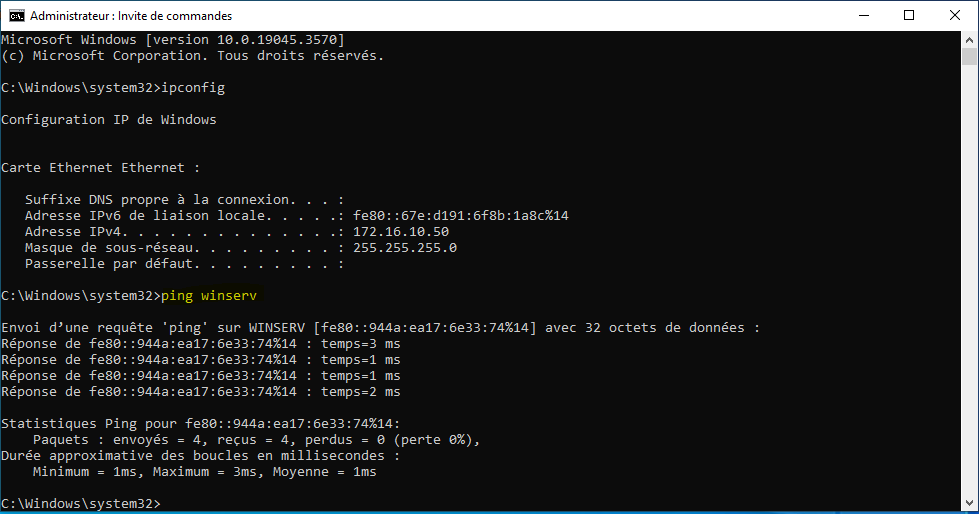 Administrateur : Invite de commandes
Microsoft Windows [version 10.0.19045.3570]
(c) Microsoft Corporation. Tous droits réservés.
C:\Windows\system32>ipconfig
Configuration IP de Windows
Carte Ethernet Ethernet :
Suffixe DNS propre à la connexion. . . :
Adresse IPv6 de liaison locale. . . . .: fe80::67e:d191:6f8b:1a8c%14
Adresse IPv4. . . . . . . . . . . . . .: 172.16.10.50
Masque de sous-réseau. . . . . . . . . : 255.255.255.0
Passerelle par défaut. . . . . . . . . :
C:\Windows\system32>ping winserv
Envoi d’une requête 'ping' sur WINSERV [fe80::944a:ea17:6e33:74%14] avec 32 octets de données :
Réponse de fe80::944a:ea17:6e33:74%14 : temps=3 ms
Réponse de fe80::944a:ea17:6e33:74%14 : temps=1 ms
Réponse de fe80::944a:ea17:6e33:74%14 : temps=1 ms
Réponse de fe80::944a:ea17:6e33:74%14 : temps=2 ms
Statistiques Ping pour fe80::944a:ea17:6e33:74%14:
Paquets : envoyés = 4, reçus = 4, perdus = 0 (perte 0%),
Durée approximative des boucles en millisecondes :
Minimum = 1ms, Maximum = 3ms, Moyenne = 1ms
C:\Windows\system32>